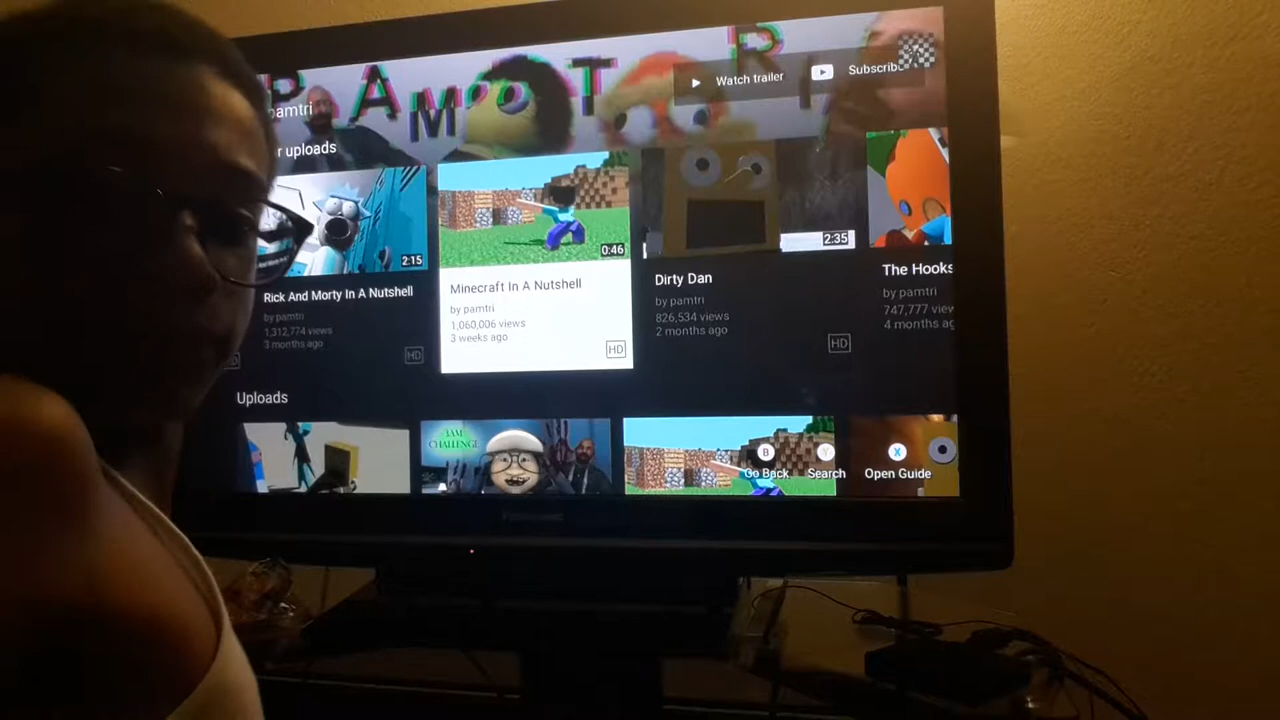 PAMTRI
pamtri
Watch trailer
Subscribe
r uploads
2:15
0:46
2:35
Rick And Morty In A Nutshell
by pamtri
1,312,774 views
3 months ago
HD
Minecraft In A Nutshell
by pamtri
1,060,006 views
3 weeks ago
HD
Dirty Dan
by pamtri
826,534 views
2 months ago
HD
The Hooks
by pamtri
747,777 view
4 months ag
Uploads
JAM
CHALLENGE
B
Go Back
Y
Search
X
Open Guide
Panasonic